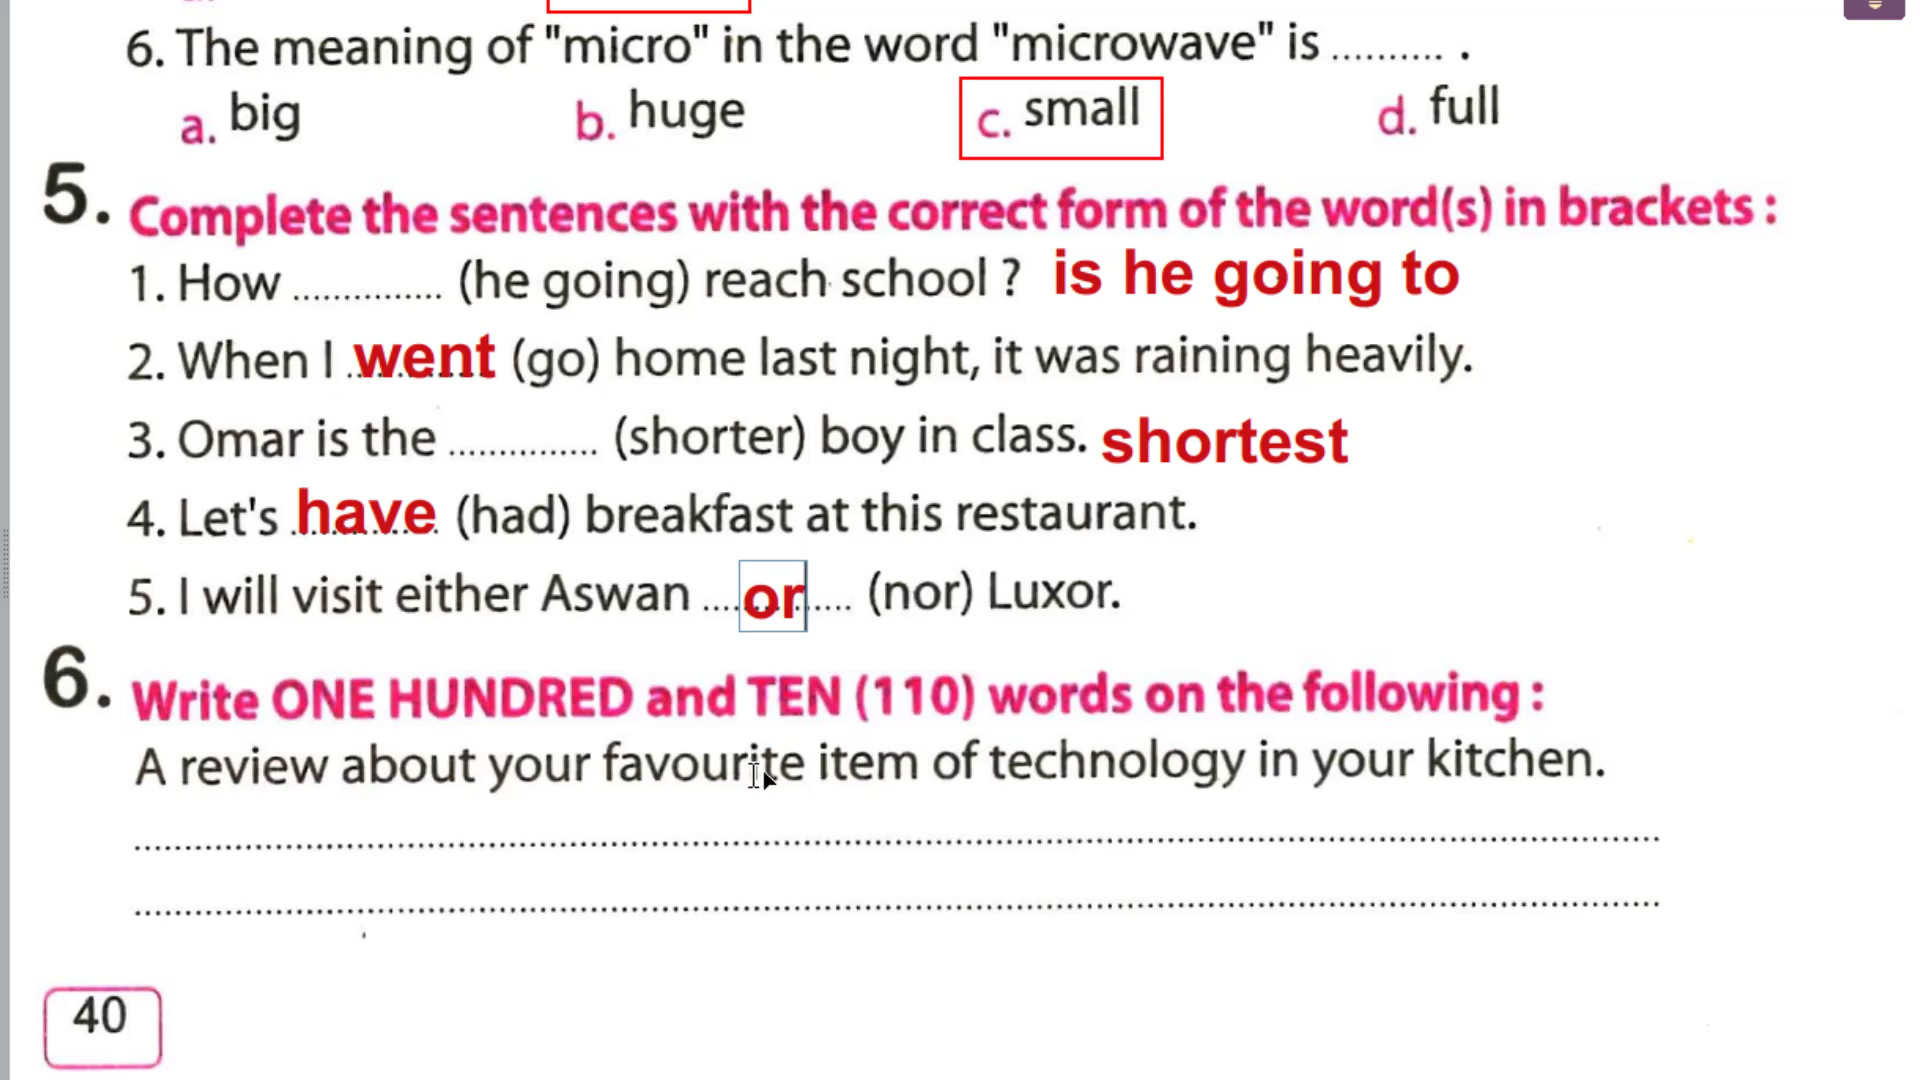 6. The meaning of "micro" in the word "microwave" is .......... .
a. big b. huge c. small d. full
5. Complete the sentences with the correct form of the word(s) in brackets :
1. How ............... (he going) reach school ? is he going to
2. When I went (go) home last night, it was raining heavily.
3. Omar is the ............... (shorter) boy in class. shortest
4. Let's have (had) breakfast at this restaurant.
5. I will visit either Aswan ....or.... (nor) Luxor.
6. Write ONE HUNDRED and TEN (110) words on the following :
A review about your favourite item of technology in your kitchen.
40